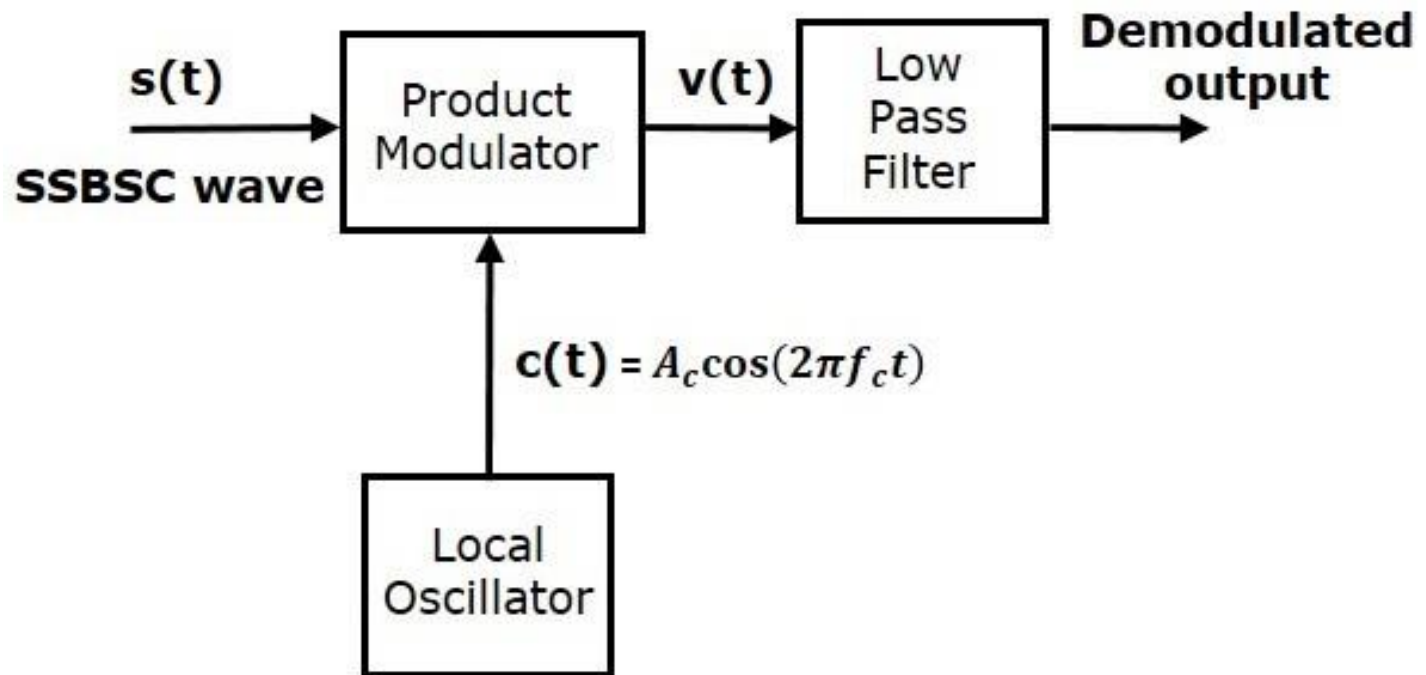 s(t)
SSBSC wave
Product
Modulator
v(t)
Low
Pass
Filter
Demodulated
output
c(t) = A_c cos(2πf_c t)
Local
Oscillator